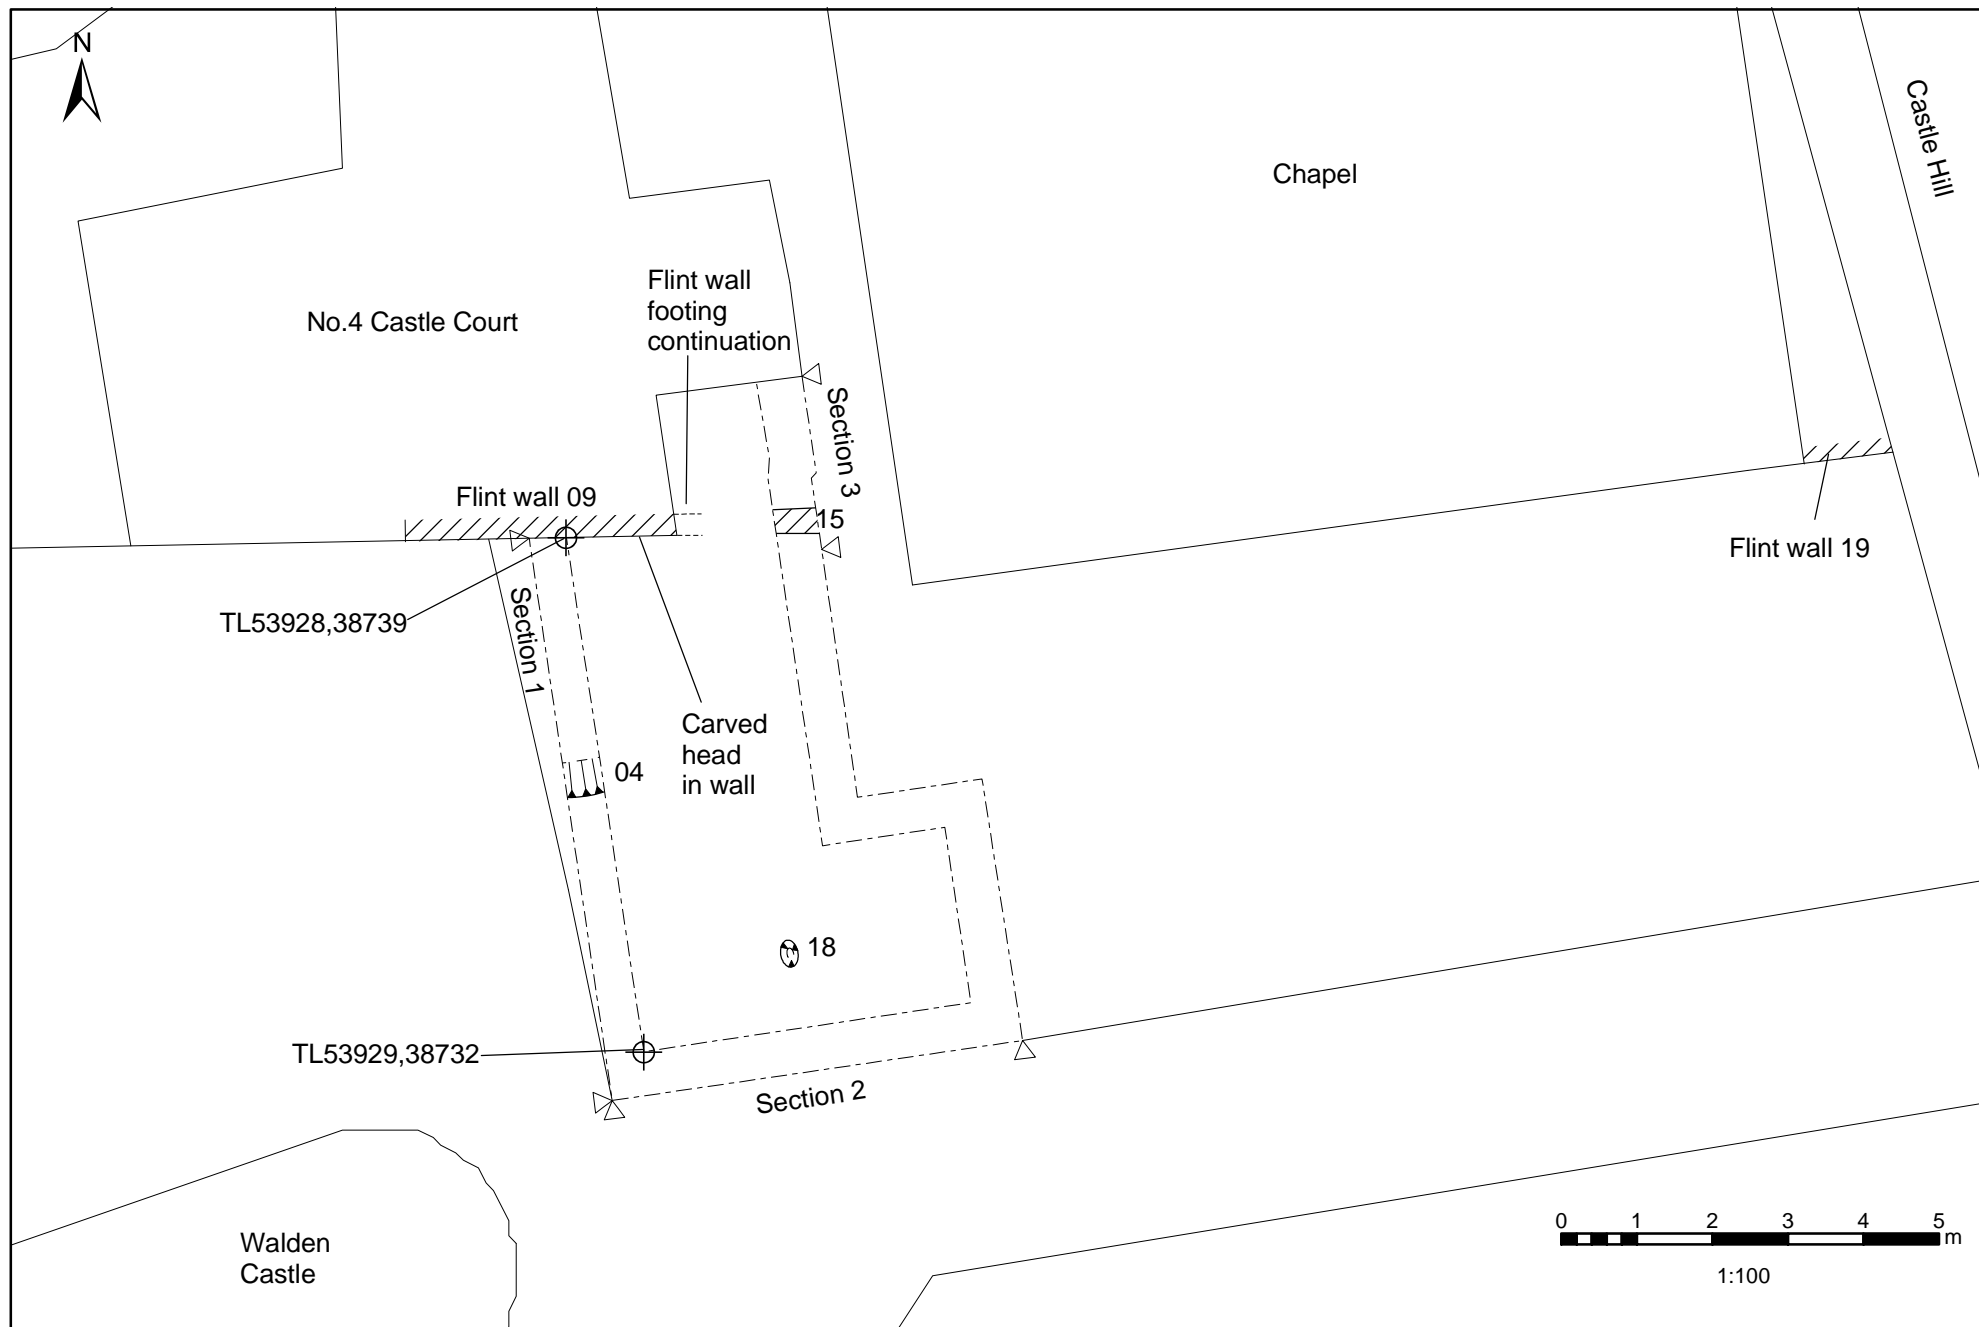 N
Castle Hill
Chapel
Flint wall
footing
continuation
No.4 Castle Court
Section 3
Flint wall 09
15
Flint wall 19
Section 1
TL53928,38739
Carved
head
in wall
04
18
TL53929,38732
Section 2
Walden
Castle
0 1 2 3 4 5
m
1:100